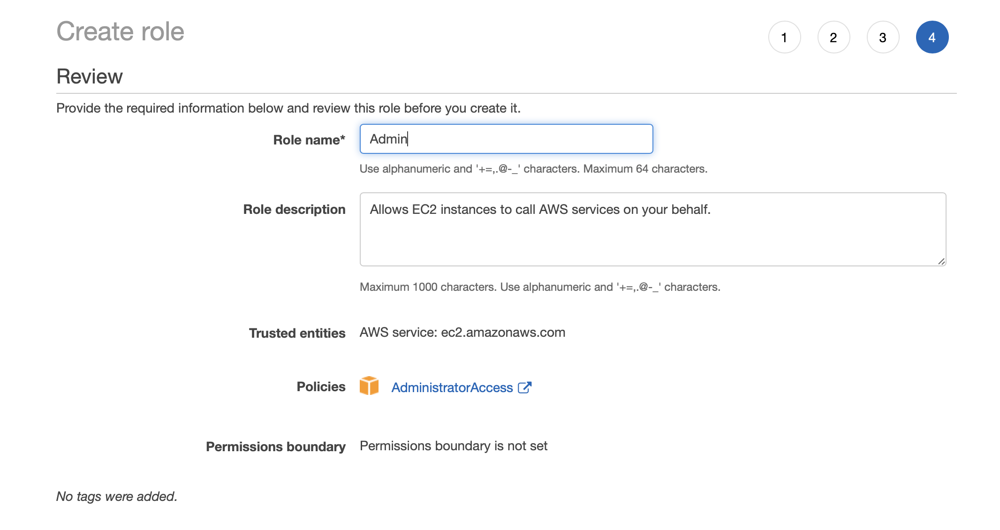 Create role
1 2 3 4
Review
Provide the required information below and review this role before you create it.
Role name* Admin
Use alphanumeric and '+=,.@-_' characters. Maximum 64 characters.
Role description Allows EC2 instances to call AWS services on your behalf.
Maximum 1000 characters. Use alphanumeric and '+=,.@-_' characters.
Trusted entities AWS service: ec2.amazonaws.com
Policies AdministratorAccess
Permissions boundary Permissions boundary is not set
No tags were added.